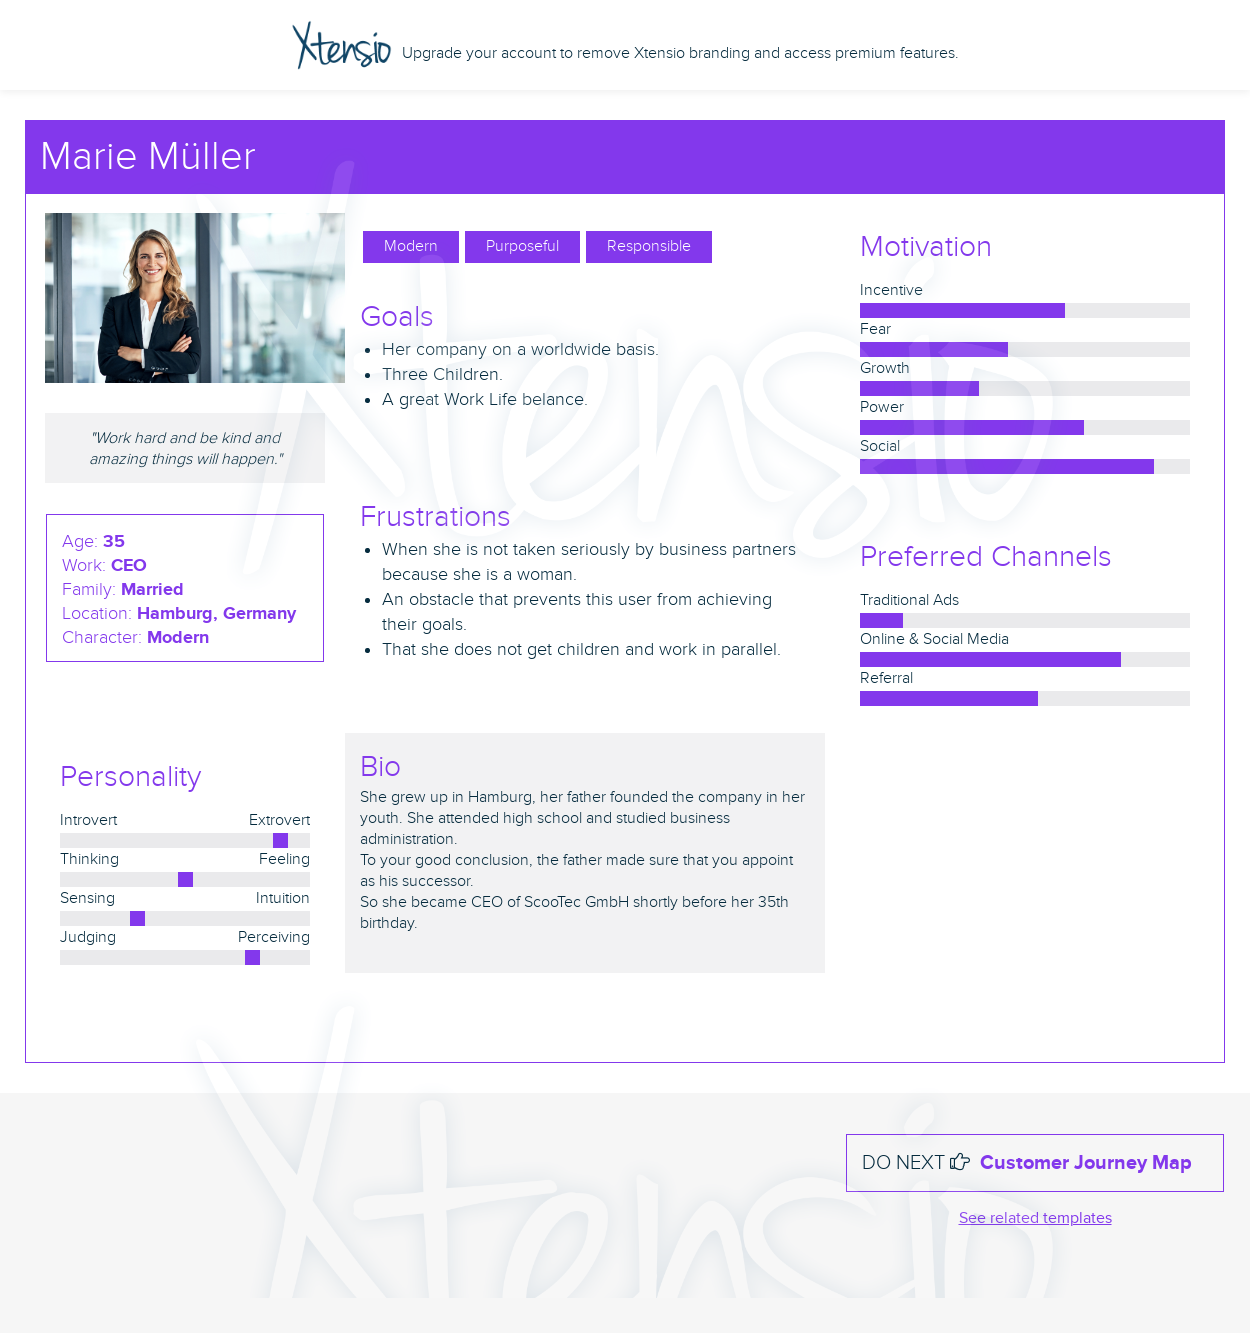 Xtensio Upgrade your account to remove Xtensio branding and access premium features.
Marie Müller
"Work hard and be kind and
amazing things will happen."
Age: 35
Work: CEO
Family: Married
Location: Hamburg, Germany
Character: Modern
Personality
Introvert Extrovert
Thinking Feeling
Sensing Intuition
Judging Perceiving
Modern Purposeful Responsible
Goals
• Her company on a worldwide basis.
• Three Children.
• A great Work Life belance.
Frustrations
• When she is not taken seriously by business partners
because she is a woman.
• An obstacle that prevents this user from achieving
their goals.
• That she does not get children and work in parallel.
Bio
She grew up in Hamburg, her father founded the company in her
youth. She attended high school and studied business
administration.
To your good conclusion, the father made sure that you appoint
as his successor.
So she became CEO of ScooTec GmbH shortly before her 35th
birthday.
Motivation
Incentive
Fear
Growth
Power
Social
Preferred Channels
Traditional Ads
Online & Social Media
Referral
DO NEXT Customer Journey Map
See related templates
Xtensio
Xtensio